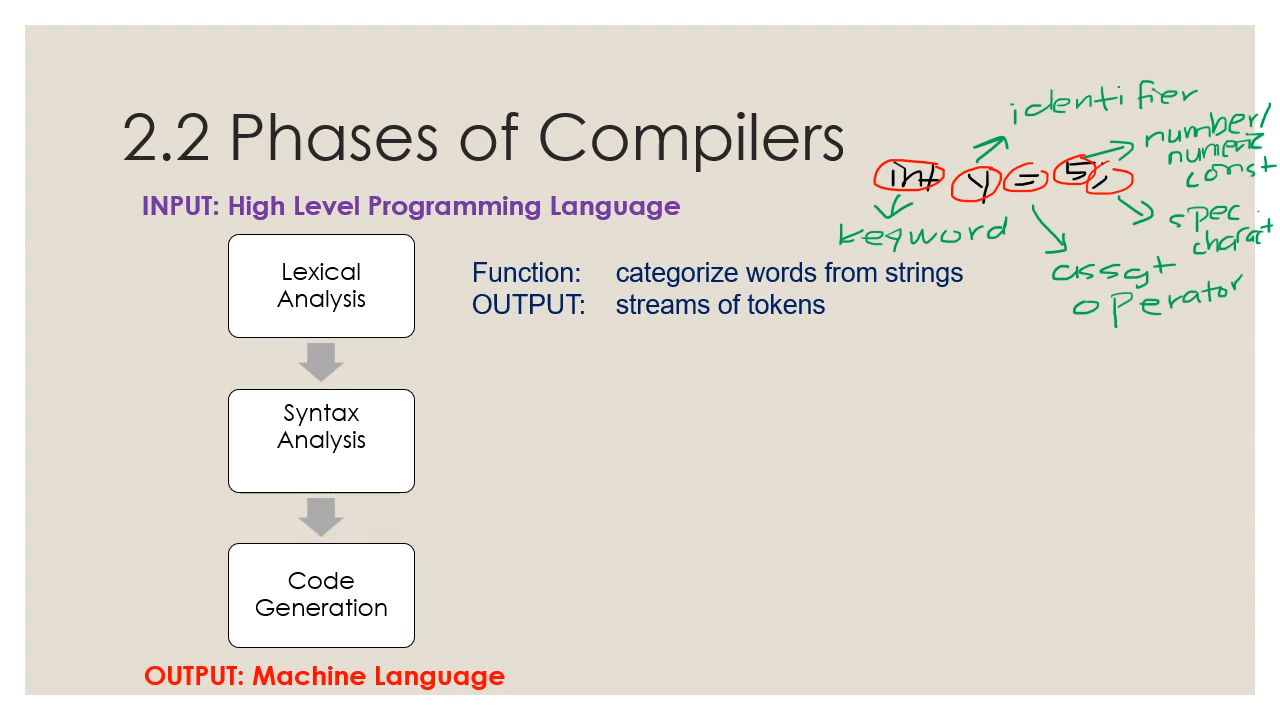 2.2 Phases of Compilers
INPUT: High Level Programming Language
Lexical
Analysis
Function: categorize words from strings
OUTPUT: streams of tokens
Syntax
Analysis
Code
Generation
OUTPUT: Machine Language
identifier
int y = 5;
number/
numeric
const
keyword
spec
charact
assgt
operator